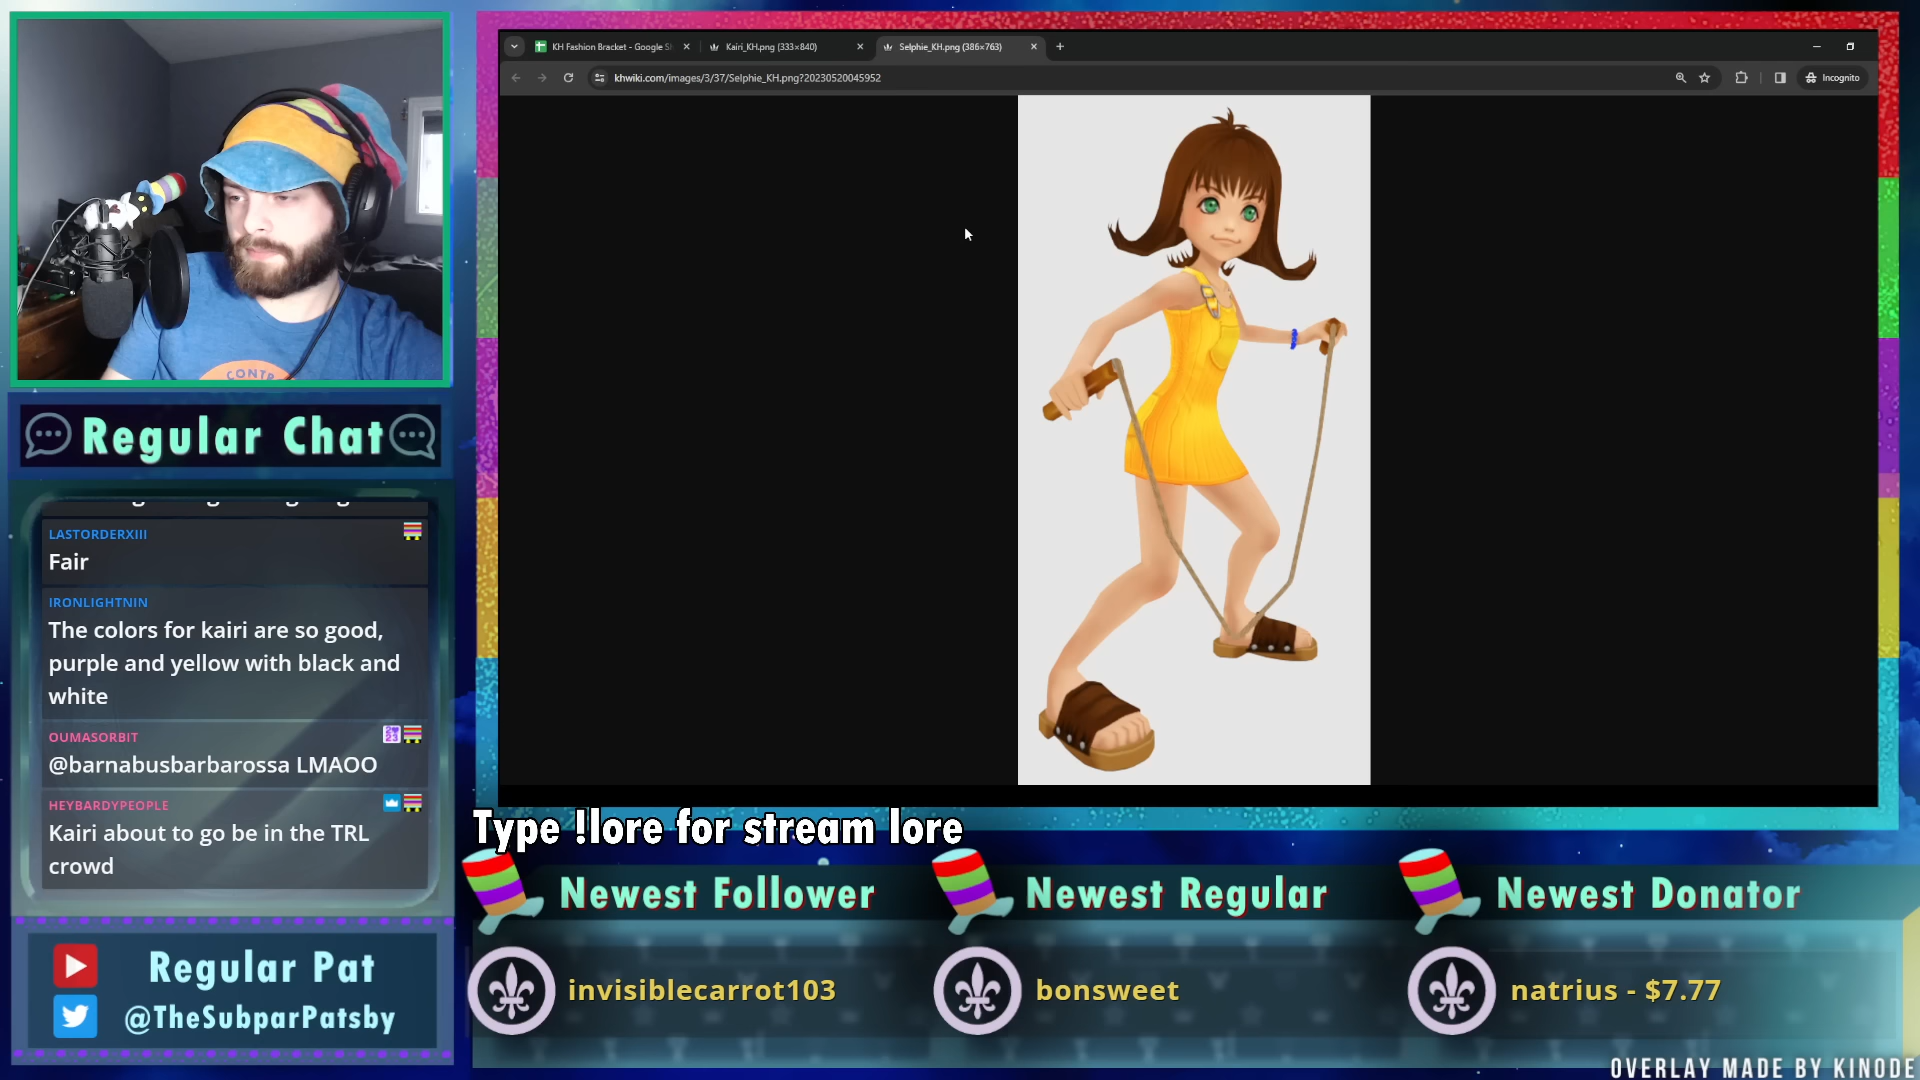 KH Fashion Bracket - Google
Kairi_KH.png (333×840)
Selphie_KH.png (386×763)
khwiki.com/images/3/37/Selphie_KH.png?20230520045952
Incognito
CONTR
Regular Chat
LASTORDERXIII
Fair
IRONLIGHTNIN
The colors for kairi are so good,
purple and yellow with black and
white
OUMASORBIT
@barnabusbarbarossa LMAOO
HEYBARDYPEOPLE
Kairi about to go be in the TRL
crowd
Regular Pat
@TheSubparPatsby
Type !lore for stream lore
Newest Follower
invisiblecarrot103
Newest Regular
bonsweet
Newest Donator
natrius - $7.77
OVERLAY MADE BY KINODE